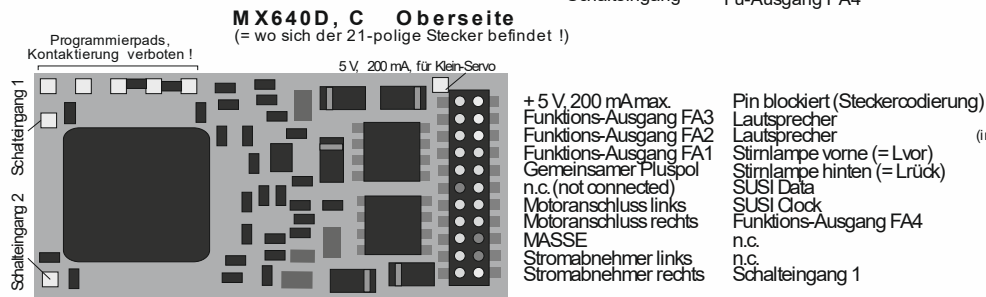 MX640D, C Oberseite
(= wo sich der 21-polige Stecker befindet !)
Programmierpads,
Kontaktierung verboten !
5 V, 200 mA, für Klein-Servo
Schalteingang 1
Schalteingang 2
+ 5 V, 200 mA max.
Funktions-Ausgang FA3
Funktions-Ausgang FA2
Funktions-Ausgang FA1
Gemeinsamer Pluspol
n.c. (not connected)
Motoranschluss links
Motoranschluss rechts
MASSE
Stromabnehmer links
Stromabnehmer rechts
Pin blockiert (Steckercodierung)
Lautsprecher
Lautsprecher
Stirnlampe vorne (= Lvor)
Stirnlampe hinten (= Lrück)
SUSI Data
SUSI Clock
Funktions-Ausgang FA4
n.c.
n.c.
Schalteingang 1